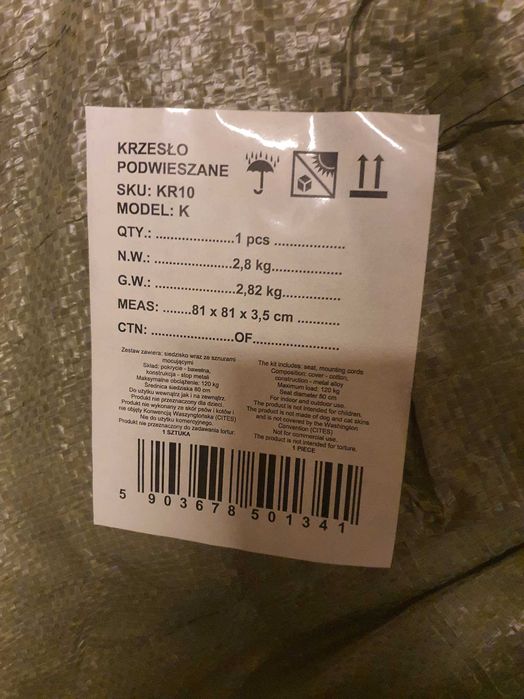 KRZESŁO
PODWIESZANE
SKU: KR10
MODEL: K
QTY.: .....................1 pcs ...................
N.W.: .....................2,8 kg.................
G.W.: ......................2,82 kg...............
MEAS: ........81 x 81 x 3,5 cm .............
CTN: ......................OF.....................
Zestaw zawiera: siedzisko wraz ze sznurami
mocującymi
Skład: pokrycie - bawełna,
konstrukcja - stop metali
Maksymalne obciążenie: 120 kg
Średnica siedziska 80 cm
Do użytku wewnątrz jak i na zewnątrz.
Produkt nie przeznaczony dla dzieci.
Produkt nie wykonany ze skór psów i kotów i
nie objęty Konwencją Waszyngtońską (CITES)
Nie do użytku komercyjnego.
Produkt nie przeznaczony do zadawania tortur.
1 SZTUKA
The kit includes: seat, mounting cords
Composition: cover - cotton,
construction - metal alloy
Maximum load: 120 kg
Seat diameter 80 cm
For indoor and outdoor use.
The product is not intended for children.
The product is not made of dog and cat skins
and is not covered by the Washington
Convention (CITES)
Not for commercial use.
The product is not intended for torture.
1 PIECE
5 903678 501341